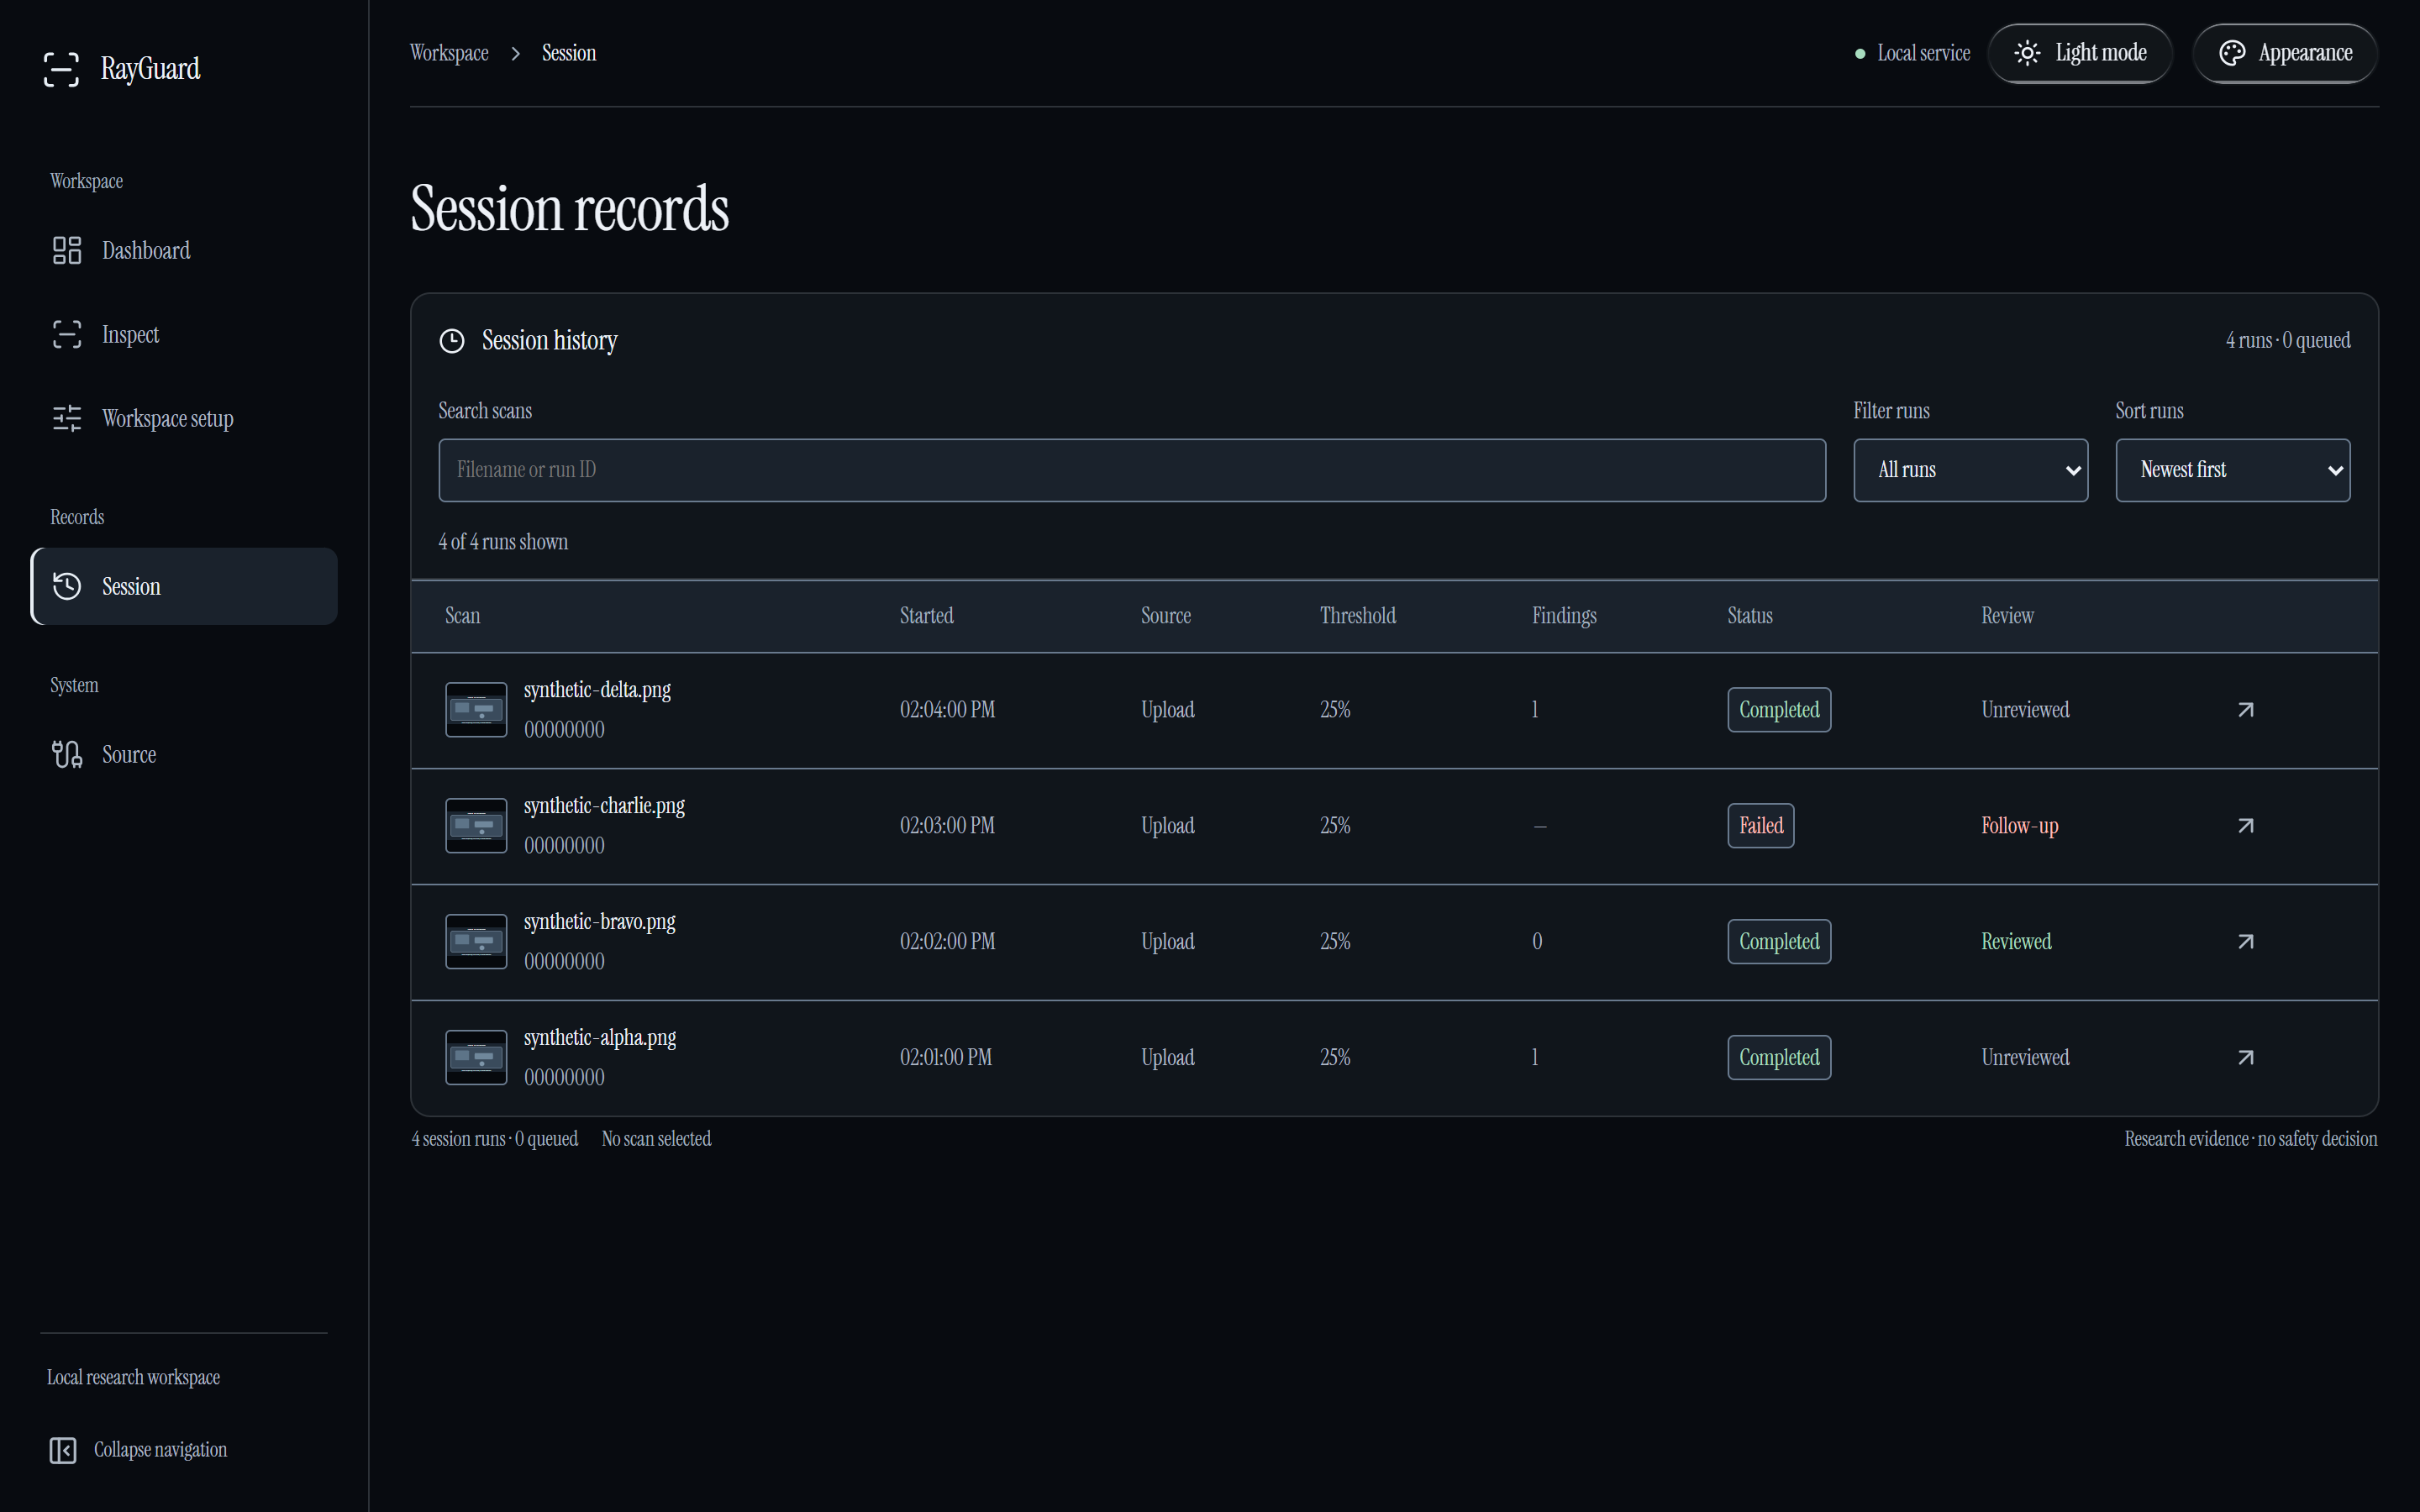 RayGuard
Workspace
Dashboard
Inspect
Workspace setup
Records
Session
System
Source
Local research workspace
Collapse navigation
Workspace > Session
Local service
Light mode
Appearance
Session records
Session history
4 runs · 0 queued
Search scans
Filename or run ID
Filter runs
All runs
Sort runs
Newest first
4 of 4 runs shown
Scan Started Source Threshold Findings Status Review
synthetic-delta.png
00000000
02:04:00 PM Upload 25% 1 Completed Unreviewed
synthetic-charlie.png
00000000
02:03:00 PM Upload 25% — Failed Follow-up
synthetic-bravo.png
00000000
02:02:00 PM Upload 25% 0 Completed Reviewed
synthetic-alpha.png
00000000
02:01:00 PM Upload 25% 1 Completed Unreviewed
4 session runs · 0 queued No scan selected
Research evidence · no safety decision